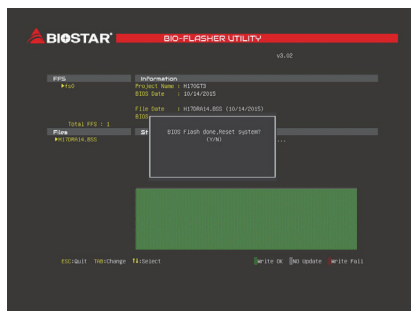 BIOSTAR
BIO-FLASHER UTILITY
v3.02
FFS
Information
fs0
Project Name : H170GT3
BIOS Date : 10/14/2015
File Date : H17DRA14.BSS (10/14/2015)
BIOS
Total FFS : 1
Files
St
H17DRA14.BSS
BIOS Flash done,Reset system?
(Y/N)
...
ESC:Quit TAB:Change ↑↓:Select
Write OK NO Update Write Fail